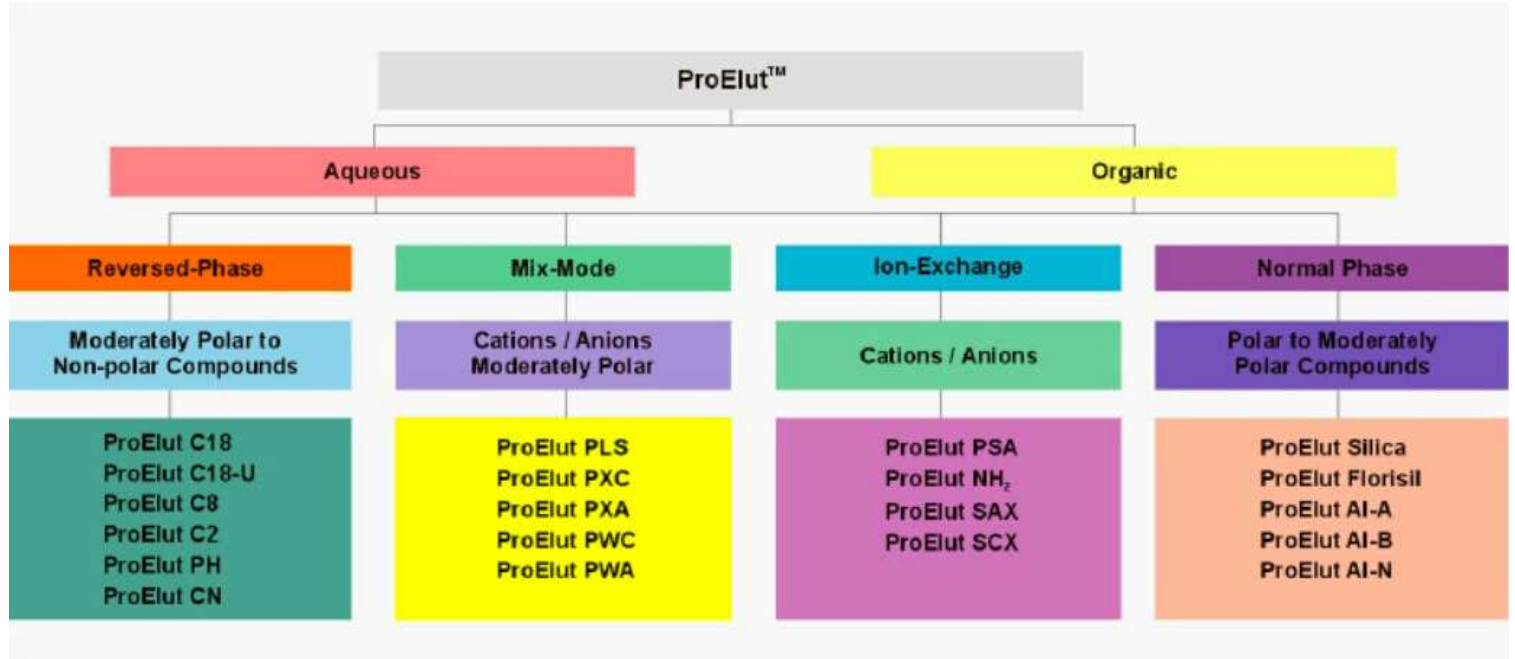 ProElut™
Aqueous
Organic
Reversed-Phase
Mix-Mode
Ion-Exchange
Normal Phase
Moderately Polar to
Non-polar Compounds
Cations / Anions
Moderately Polar
Cations / Anions
Polar to Moderately
Polar Compounds
ProElut C18
ProElut C18-U
ProElut C8
ProElut C2
ProElut PH
ProElut CN
ProElut PLS
ProElut PXC
ProElut PXA
ProElut PWC
ProElut PWA
ProElut PSA
ProElut NH₂
ProElut SAX
ProElut SCX
ProElut Silica
ProElut Florisil
ProElut AI-A
ProElut AI-B
ProElut AI-N